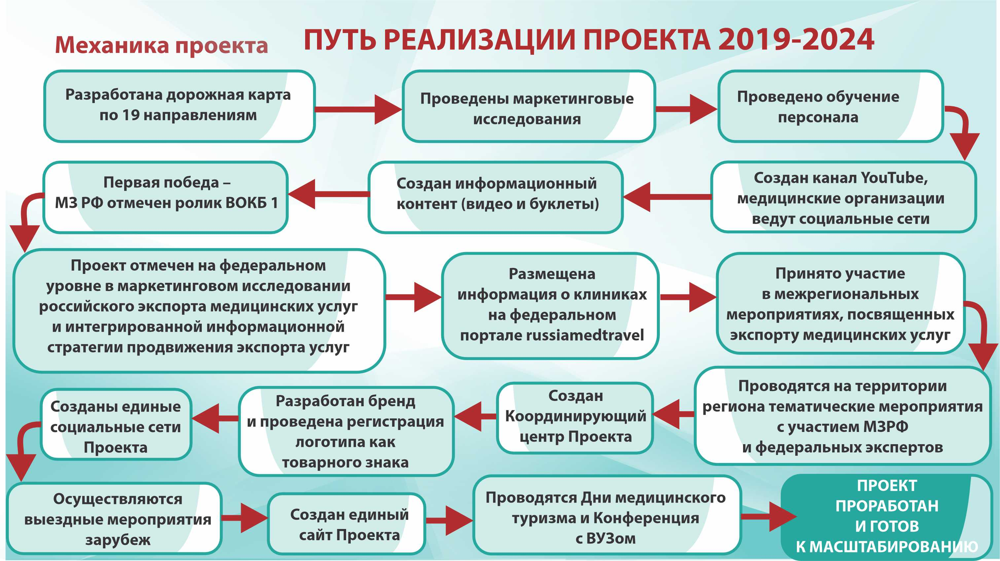 Механика проекта
ПУТЬ РЕАЛИЗАЦИИ ПРОЕКТА 2019-2024
Разработана дорожная карта
по 19 направлениям
Проведены маркетинговые
исследования
Проведено обучение
персонала
Создан канал YouTube,
медицинские организации
ведут социальные сети
Создан информационный
контент (видео и буклеты)
Первая победа –
МЗ РФ отмечен ролик ВОКБ 1
Проект отмечен на федеральном
уровне в маркетинговом исследовании
российского экспорта медицинских услуг
и интегрированной информационной
стратегии продвижения экспорта услуг
Размещена
информация о клиниках
на федеральном
портале russiamedtravel
Принято участие
в межрегиональных
мероприятиях, посвященных
экспорту медицинских услуг
Проводятся на территории
региона тематические мероприятия
с участием МЗРФ
и федеральных экспертов
Создан
Координирующий
центр Проекта
Разработан бренд
и проведена регистрация
логотипа как
товарного знака
Созданы единые
социальные сети
Проекта
Осуществляются
выездные мероприятия
зарубеж
Создан единый
сайт Проекта
Проводятся Дни медицинского
туризма и Конференция
с ВУЗом
ПРОЕКТ
ПРОРАБОТАН
И ГОТОВ
К МАСШТАБИРОВАНИЮ